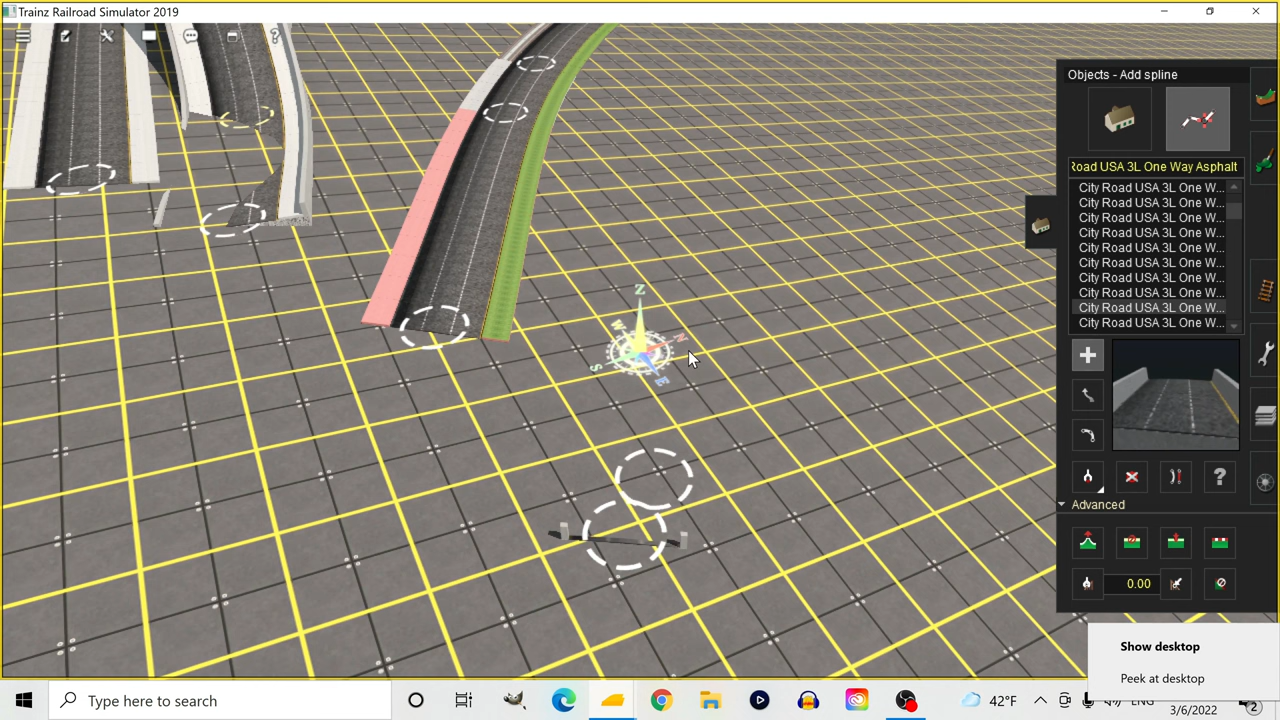 Trainz Railroad Simulator 2019
Objects - Add spline
Road USA 3L One Way Asphalt
City Road USA 3L One W...
City Road USA 3L One W...
City Road USA 3L One W...
City Road USA 3L One W...
City Road USA 3L One W...
City Road USA 3L One W...
City Road USA 3L One W...
City Road USA 3L One W...
City Road USA 3L One W...
City Road USA 3L One W...
Z
W
N
S
E
Advanced
0.00
Show desktop
Peek at desktop
Type here to search
42°F
ENG
3/6/2022
2